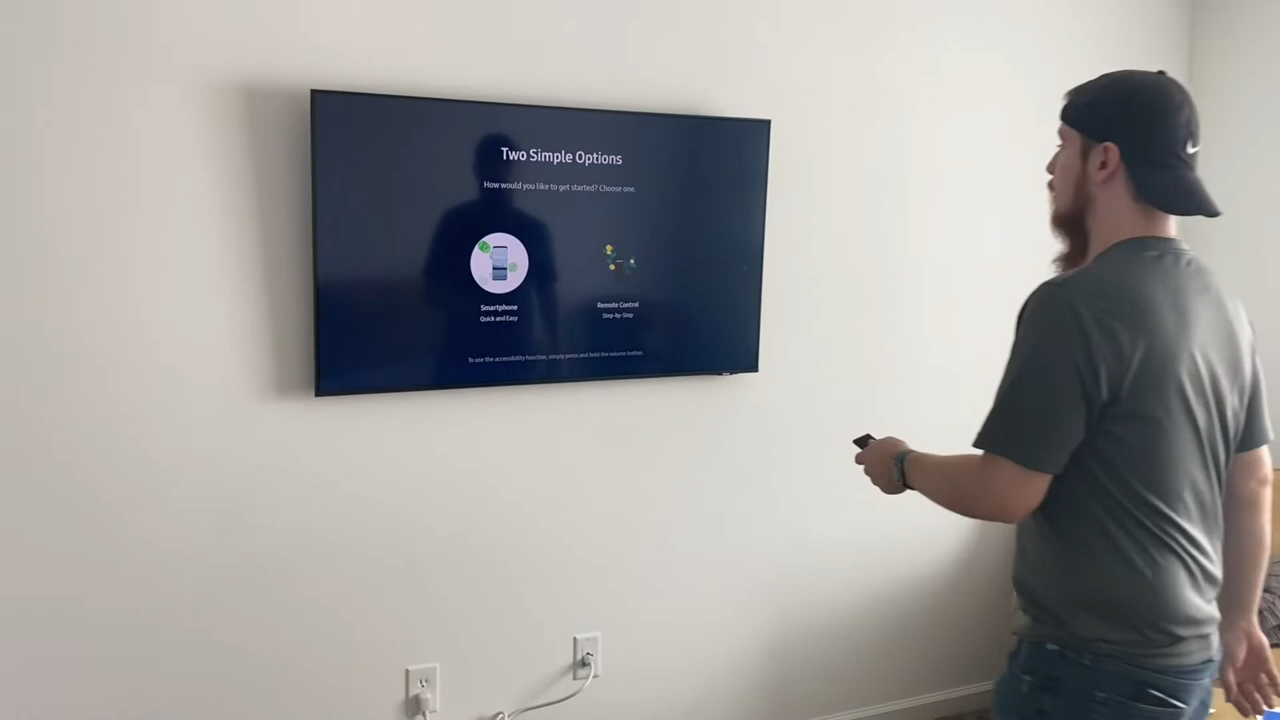 Two Simple Options
How would you like to get started? Choose one.
Smartphone
Quick and Easy
Remote Control
Step-by-Step
To use the accessibility function, simply press and hold the volume button.